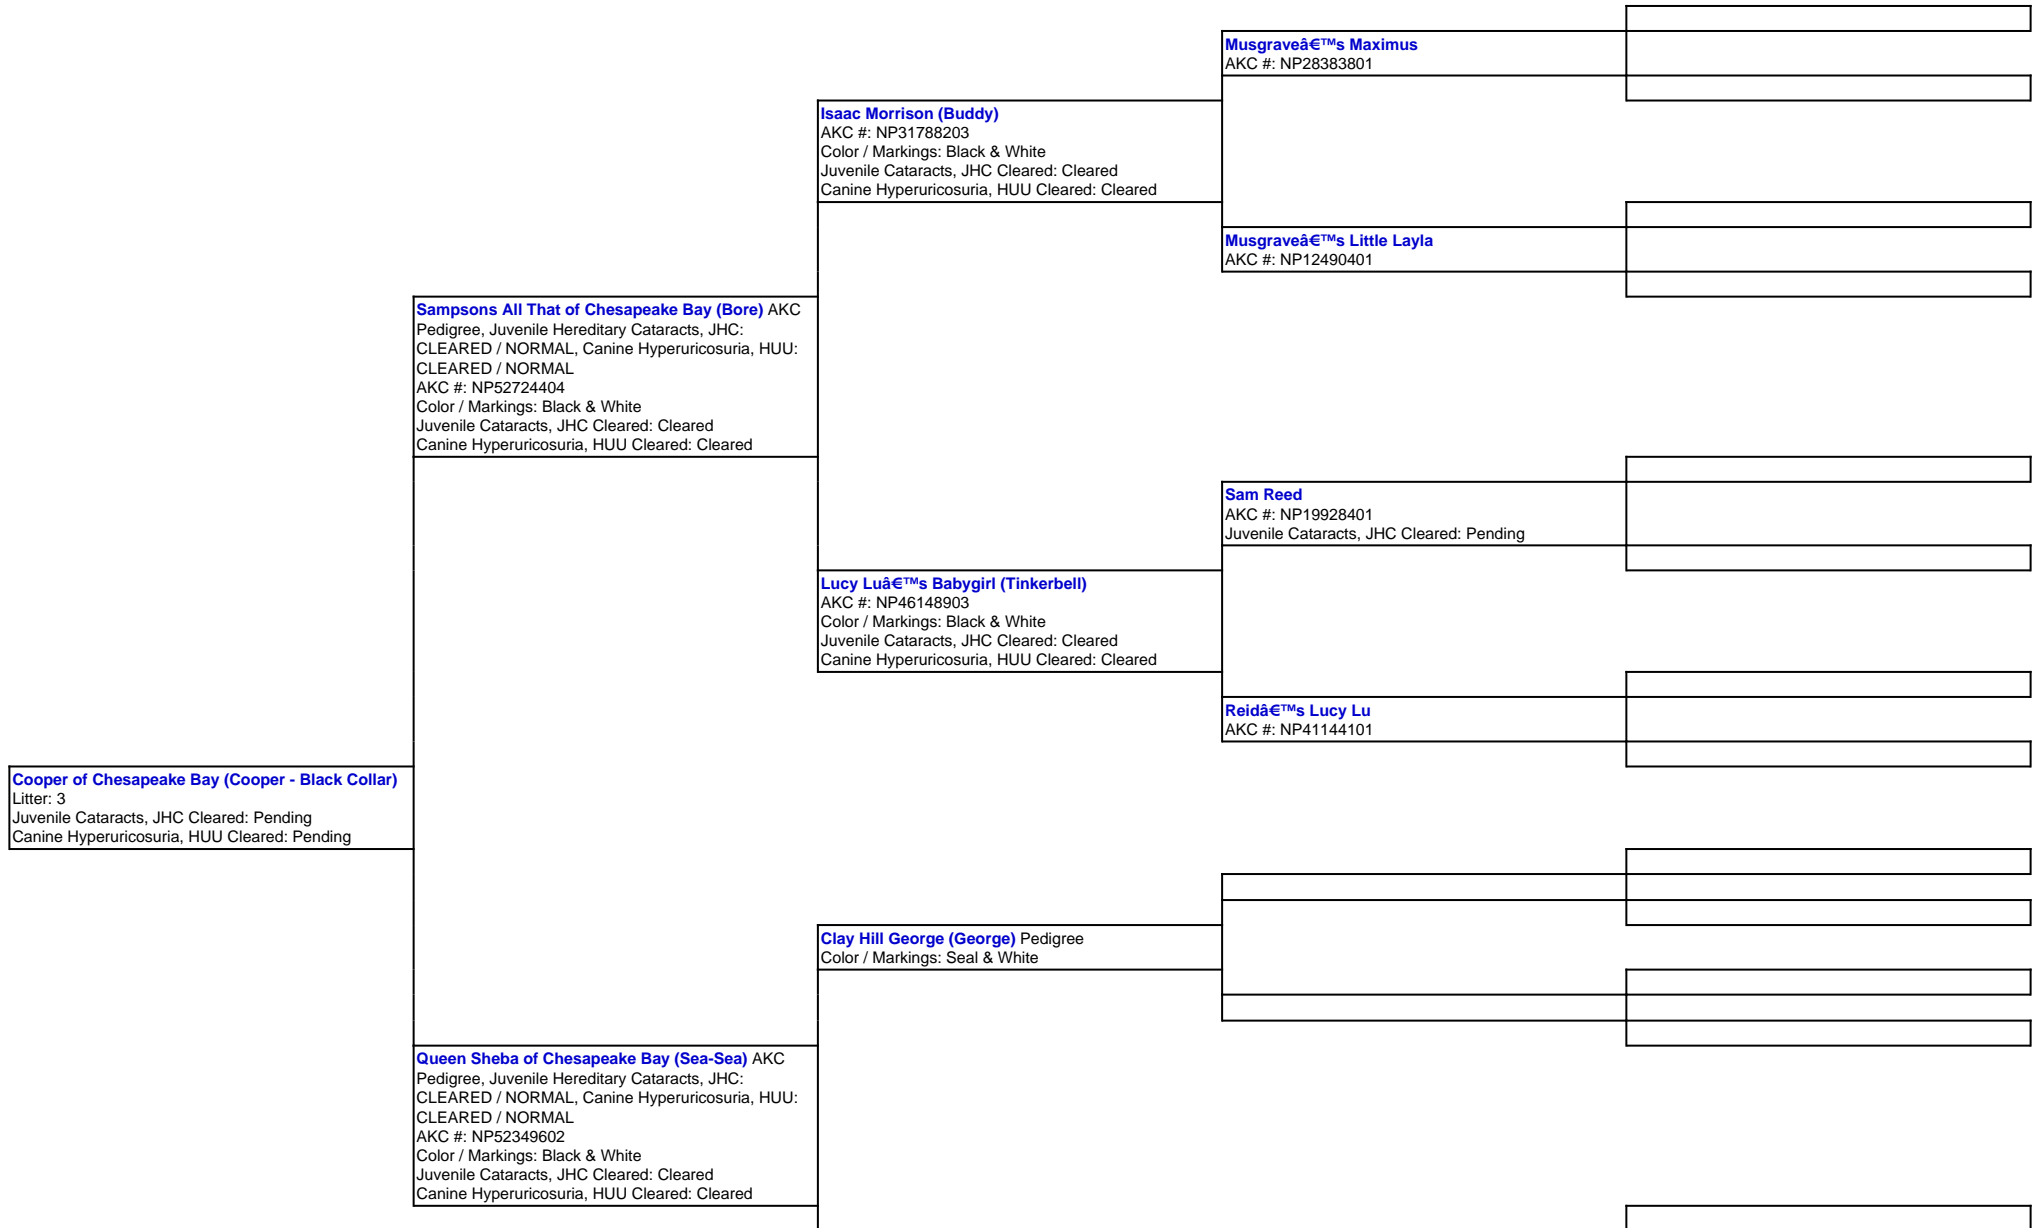 Musgraveâ€™s Maximus
AKC #: NP28383801
Isaac Morrison (Buddy)
AKC #: NP31788203
Color / Markings: Black & White
Juvenile Cataracts, JHC Cleared: Cleared
Canine Hyperuricosuria, HUU Cleared: Cleared
Musgraveâ€™s Little Layla
AKC #: NP12490401
Sampsons All That of Chesapeake Bay (Bore) AKC
Pedigree, Juvenile Hereditary Cataracts, JHC:
CLEARED / NORMAL, Canine Hyperuricosuria, HUU:
CLEARED / NORMAL
AKC #: NP52724404
Color / Markings: Black & White
Juvenile Cataracts, JHC Cleared: Cleared
Canine Hyperuricosuria, HUU Cleared: Cleared
Sam Reed
AKC #: NP19928401
Juvenile Cataracts, JHC Cleared: Pending
Lucy Luâ€™s Babygirl (Tinkerbell)
AKC #: NP46148903
Color / Markings: Black & White
Juvenile Cataracts, JHC Cleared: Cleared
Canine Hyperuricosuria, HUU Cleared: Cleared
Reidâ€™s Lucy Lu
AKC #: NP41144101
Cooper of Chesapeake Bay (Cooper - Black Collar)
Litter: 3
Juvenile Cataracts, JHC Cleared: Pending
Canine Hyperuricosuria, HUU Cleared: Pending
Clay Hill George (George) Pedigree
Color / Markings: Seal & White
Queen Sheba of Chesapeake Bay (Sea-Sea) AKC
Pedigree, Juvenile Hereditary Cataracts, JHC:
CLEARED / NORMAL, Canine Hyperuricosuria, HUU:
CLEARED / NORMAL
AKC #: NP52349602
Color / Markings: Black & White
Juvenile Cataracts, JHC Cleared: Cleared
Canine Hyperuricosuria, HUU Cleared: Cleared